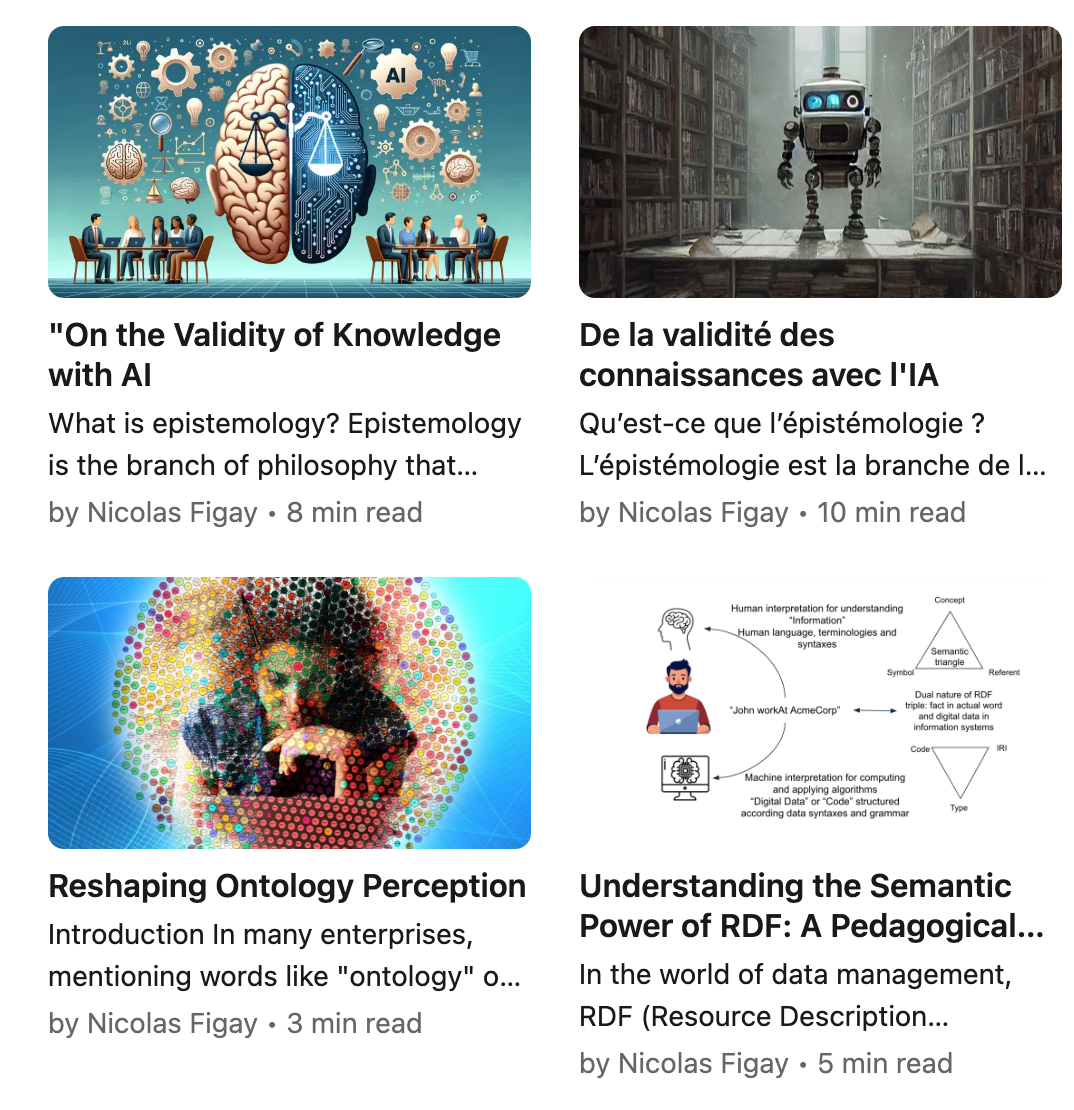 AI
"On the Validity of Knowledge
with AI
What is epistemology? Epistemology
is the branch of philosophy that...
by Nicolas Figay • 8 min read
De la validité des
connaissances avec l'IA
Qu’est-ce que l’épistémologie ?
L’épistémologie est la branche de l...
by Nicolas Figay • 10 min read
Reshaping Ontology Perception
Introduction In many enterprises,
mentioning words like "ontology" o...
by Nicolas Figay • 3 min read
Human interpretation for understanding
“Information”
Human language, terminologies and
syntaxes
Concept
Semantic
triangle
Symbol
Referent
“John workAt AcmeCorp”
Dual nature of RDF
triple: fact in actual word
and digital data in
information systems
Code
IRI
Type
Machine interpretation for computing
and applying algorithms
“Digital Data” or “Code” structured
according data syntaxes and grammar
Understanding the Semantic
Power of RDF: A Pedagogical...
In the world of data management,
RDF (Resource Description...
by Nicolas Figay • 5 min read